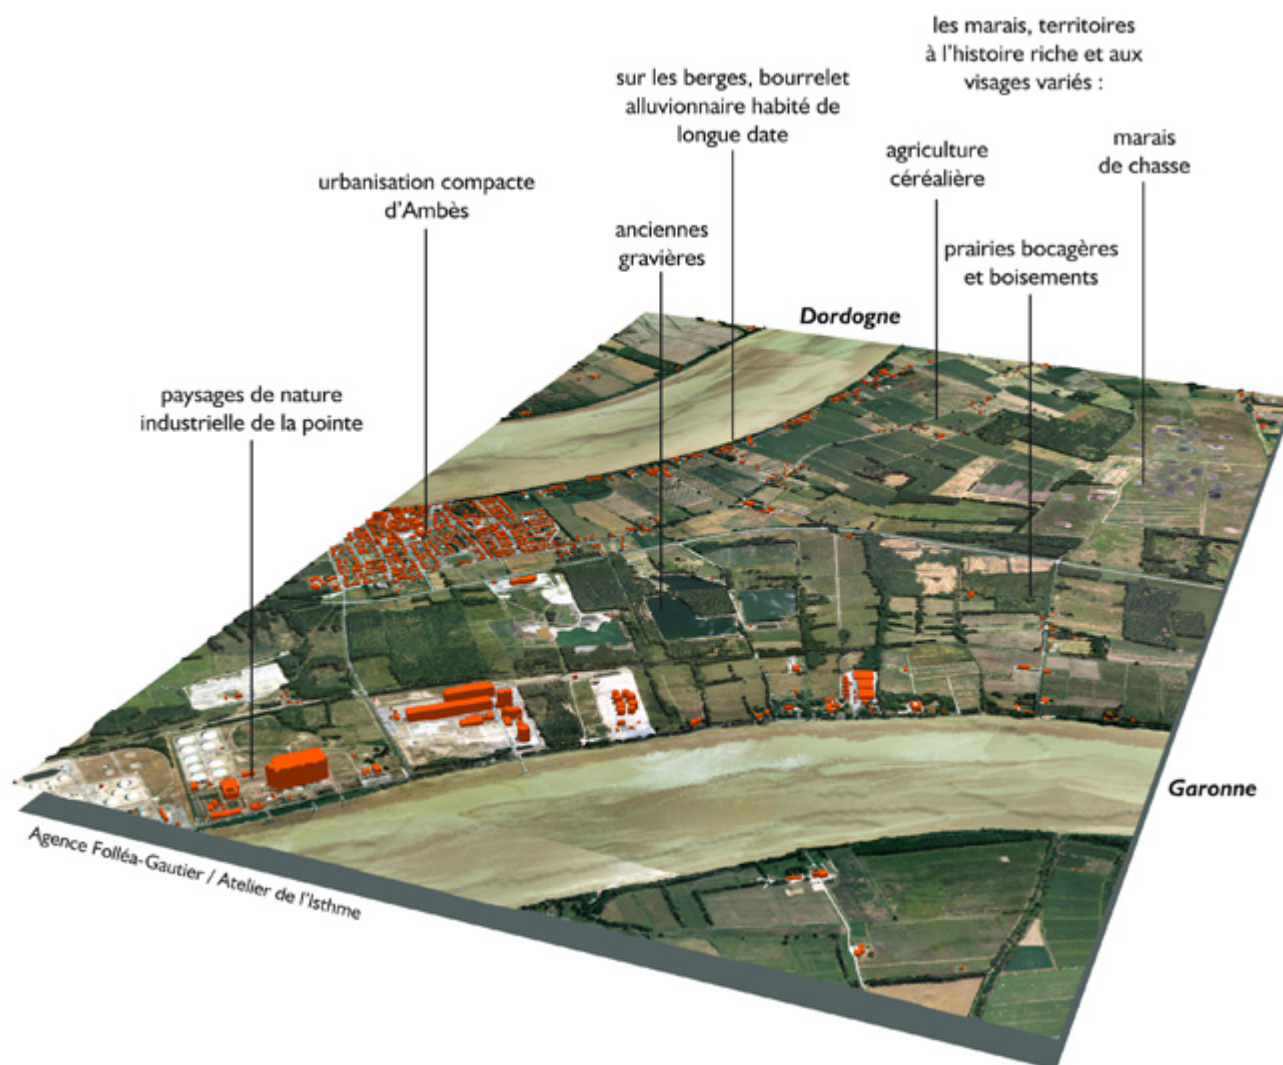 les marais, territoires
à l'histoire riche et aux
visages variés :
sur les berges, bourrelet
alluvionnaire habité de
longue date
marais
de chasse
agriculture
céréalière
urbanisation compacte
d'Ambès
anciennes
gravières
prairies bocagères
et boisements
Dordogne
paysages de nature
industrielle de la pointe
Garonne
Agence Folléa-Gautier / Atelier de l'Isthme